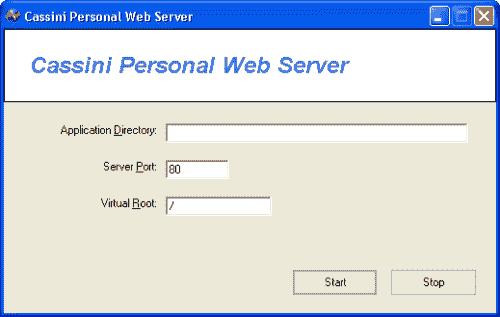 Cassini Personal Web Server
Cassini Personal Web Server
Application Directory:
Server Port: 80
Virtual Root: /
Start Stop